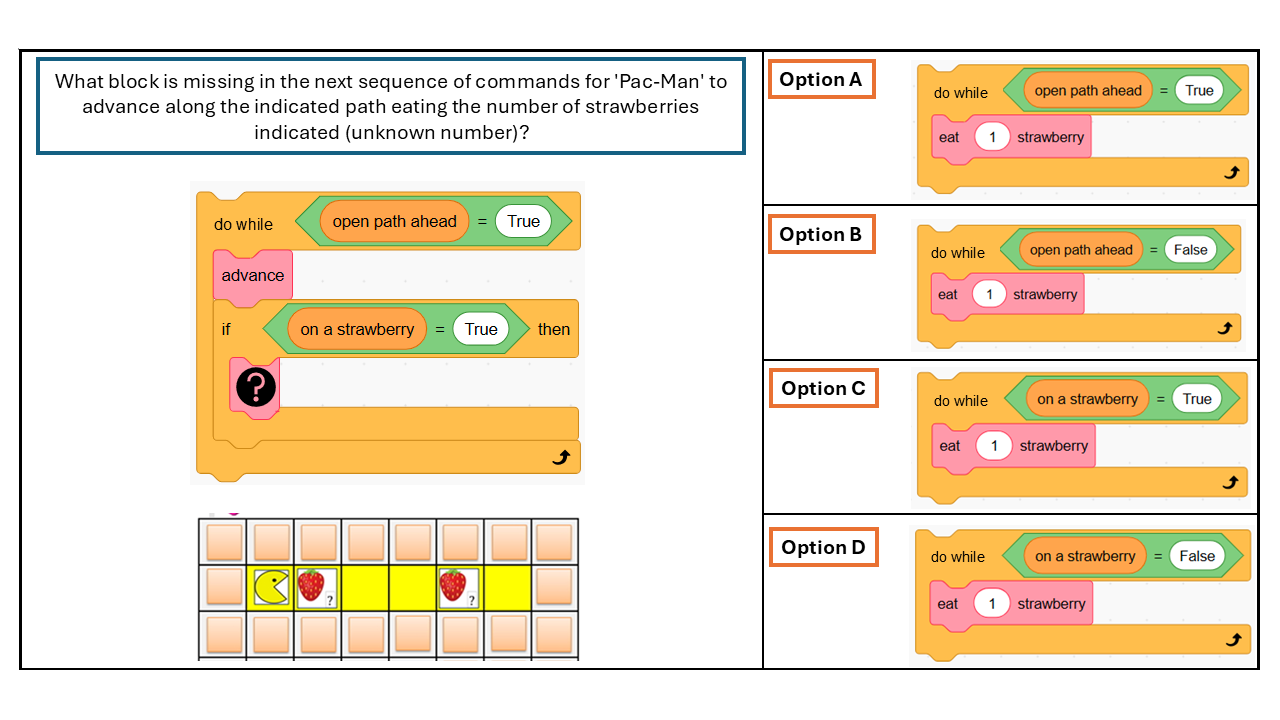 What block is missing in the next sequence of commands for 'Pac-Man' to
advance along the indicated path eating the number of strawberries
indicated (unknown number)?
do while open path ahead = True
advance
if on a strawberry = True then
?
? ?
Option A
do while open path ahead = True
eat 1 strawberry
Option B
do while open path ahead = False
eat 1 strawberry
Option C
do while on a strawberry = True
eat 1 strawberry
Option D
do while on a strawberry = False
eat 1 strawberry